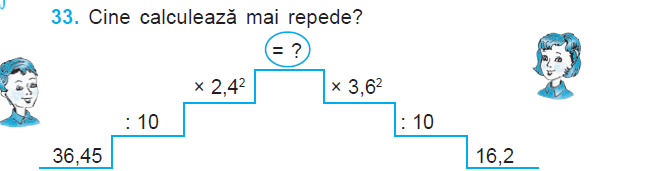 33. Cine calculează mai repede?
= ?
× 2,4² × 3,6²
: 10 : 10
36,45 16,2